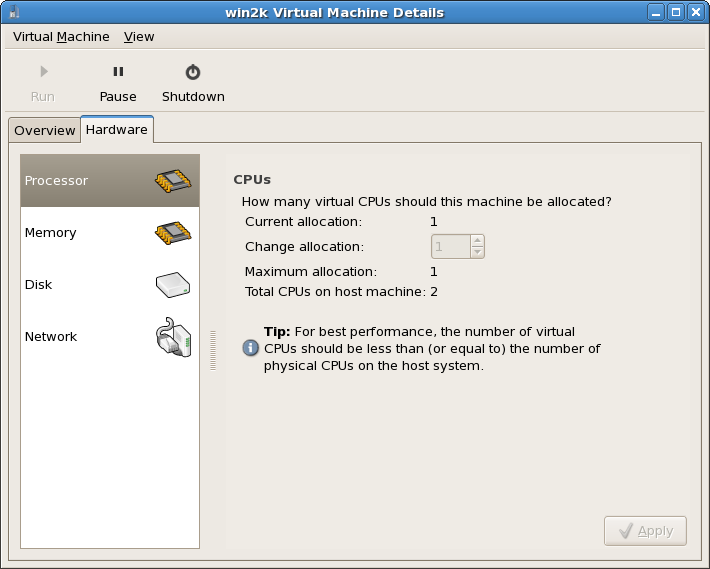 win2k Virtual Machine Details
Virtual Machine View
Run Pause Shutdown
Overview Hardware
Processor
Memory
Disk
Network
CPUs
How many virtual CPUs should this machine be allocated?
Current allocation: 1
Change allocation: 1
Maximum allocation: 1
Total CPUs on host machine: 2
Tip: For best performance, the number of virtual
CPUs should be less than (or equal to) the number of
physical CPUs on the host system.
Apply